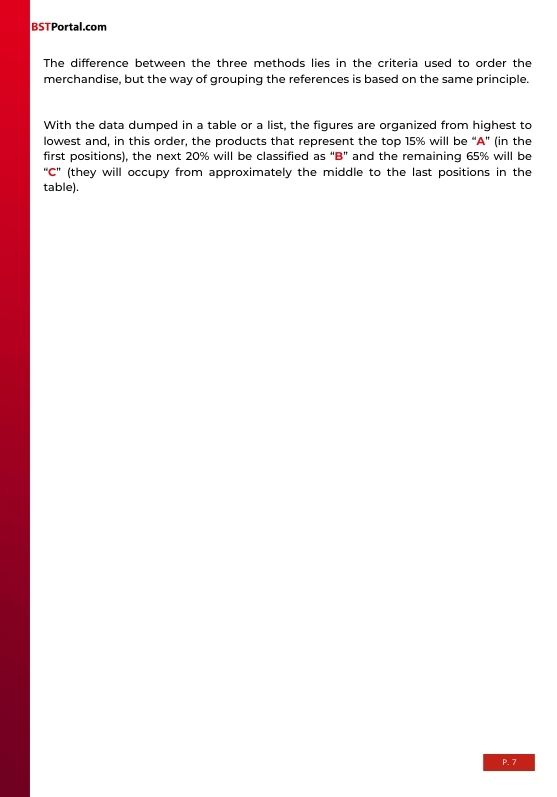 BSTPortal.com
The difference between the three methods lies in the criteria used to order the
merchandise, but the way of grouping the references is based on the same principle.
With the data dumped in a table or a list, the figures are organized from highest to
lowest and, in this order, the products that represent the top 15% will be “A” (in the
first positions), the next 20% will be classified as “B” and the remaining 65% will be
“C” (they will occupy from approximately the middle to the last positions in the
table).
P. 7